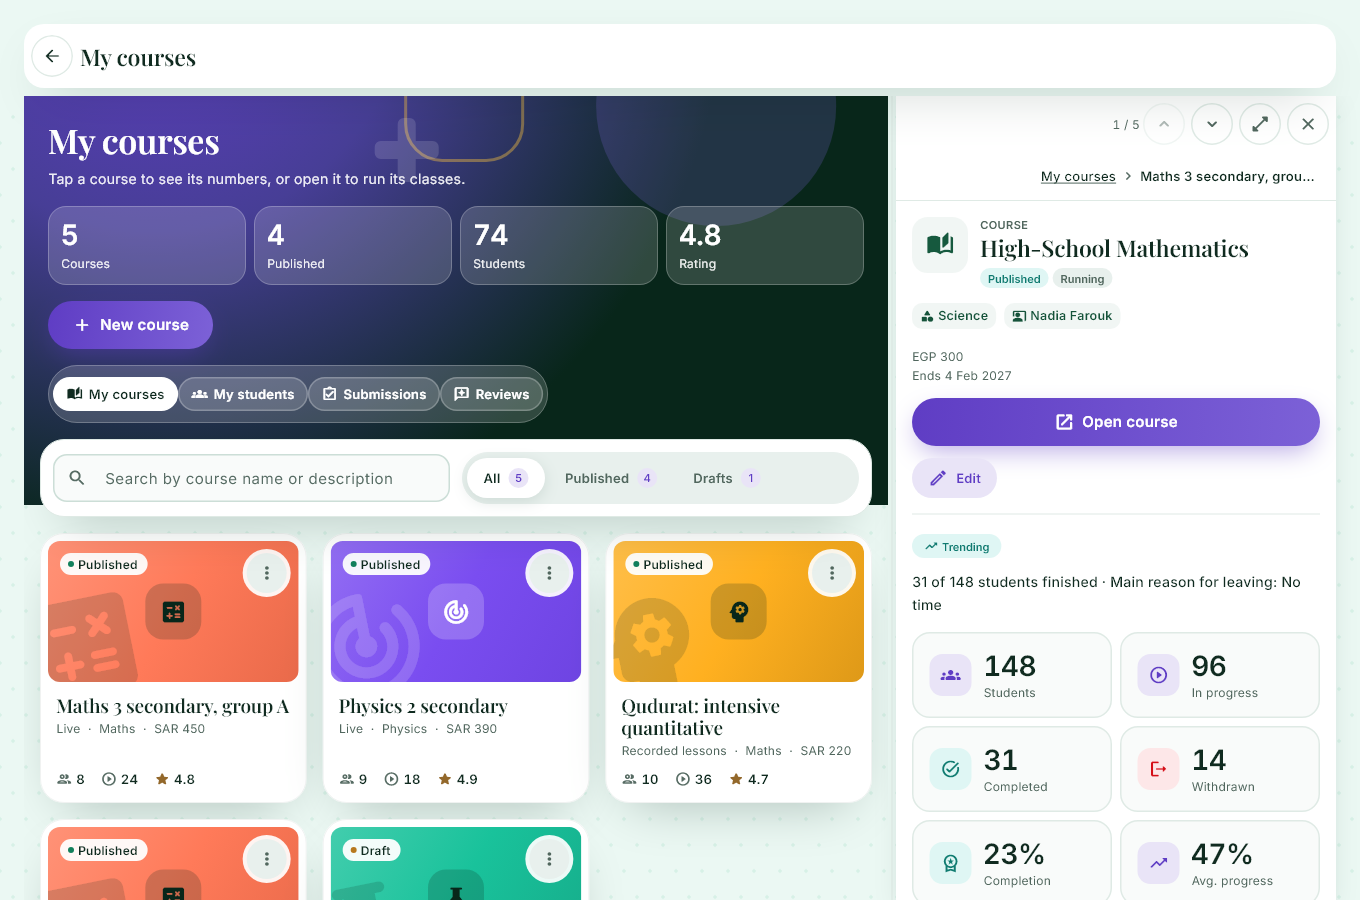 My courses
My courses
Tap a course to see its numbers, or open it to run its classes.
5
Courses
4
Published
74
Students
4.8
Rating
New course
My courses
My students
Submissions
Reviews
Search by course name or description
All 5
Published 4
Drafts 1
Published
Maths 3 secondary, group A
Live · Maths · SAR 450
8 24 4.8
Published
Physics 2 secondary
Live · Physics · SAR 390
9 18 4.9
Published
Qudurat: intensive
quantitative
Recorded lessons · Maths · SAR 220
10 36 4.7
Published
Draft
1 / 5
My courses › Maths 3 secondary, grou...
COURSE
High-School Mathematics
Published Running
Science Nadia Farouk
EGP 300
Ends 4 Feb 2027
Open course
Edit
Trending
31 of 148 students finished · Main reason for leaving: No
time
148
Students
96
In progress
31
Completed
14
Withdrawn
23%
Completion
47%
Avg. progress